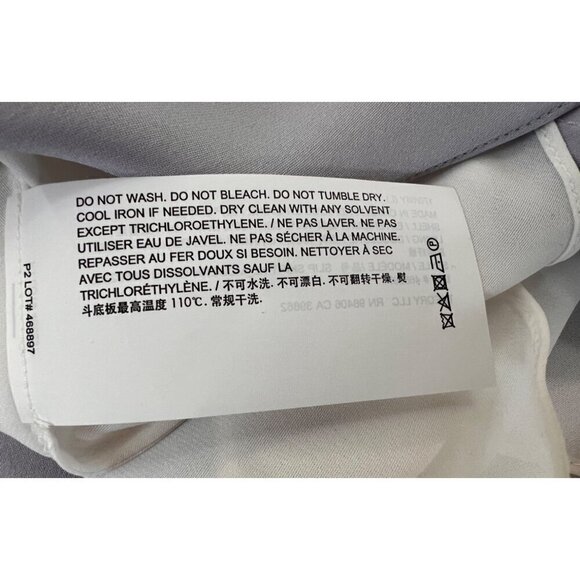 DO NOT WASH. DO NOT BLEACH. DO NOT TUMBLE DRY.
COOL IRON IF NEEDED. DRY CLEAN WITH ANY SOLVENT
EXCEPT TRICHLOROETHYLENE. / NE PAS LAVER. NE PAS
UTILISER EAU DE JAVEL. NE PAS SÉCHER À LA MACHINE.
REPASSER AU FER DOUX SI BESOIN. NETTOYER À SEC
AVEC TOUS DISSOLVANTS SAUF LA
TRICHLORÉTHYLÈNE. / 不可水洗. 不可漂白. 不可翻转干燥. 熨
斗底板最高温度 110℃. 常规干洗.
P2 LOT# 468897
P